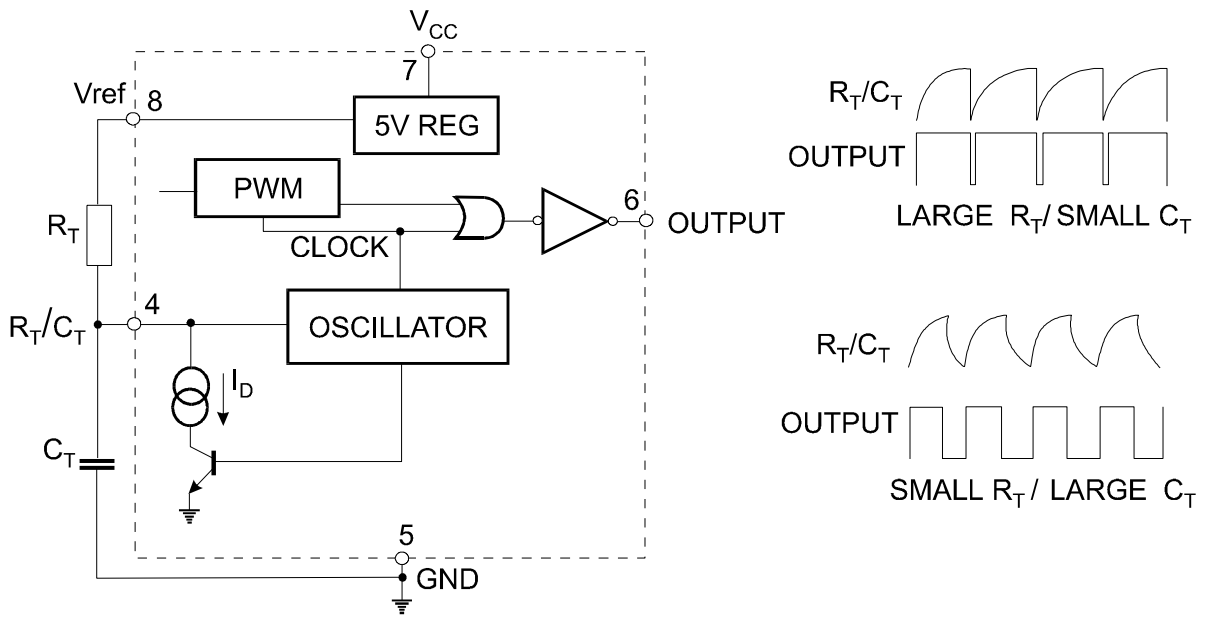 VCC
7
Vref
8
5V REG
PWM
CLOCK
6
OUTPUT
RT
4
RT/CT
OSCILLATOR
ID
CT
5
GND
RT/CT
OUTPUT
LARGE RT/ SMALL CT
RT/CT
OUTPUT
SMALL RT / LARGE CT